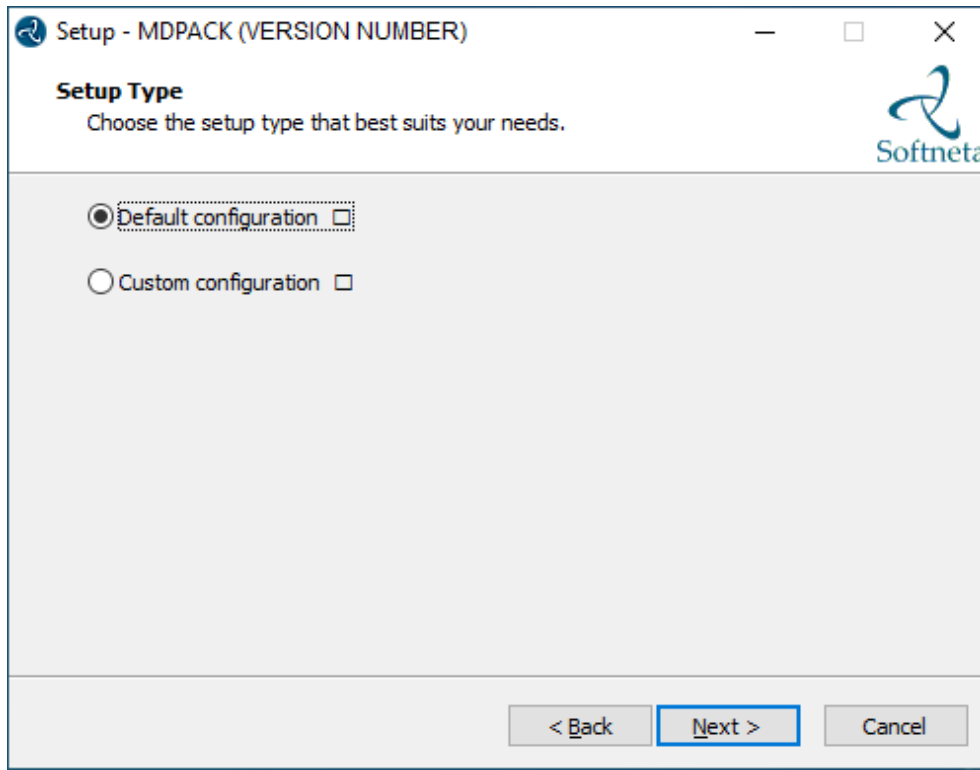 Setup - MDPACK (VERSION NUMBER)
Setup Type
Choose the setup type that best suits your needs.
Softneta
Default configuration □
Custom configuration □
< Back
Next >
Cancel